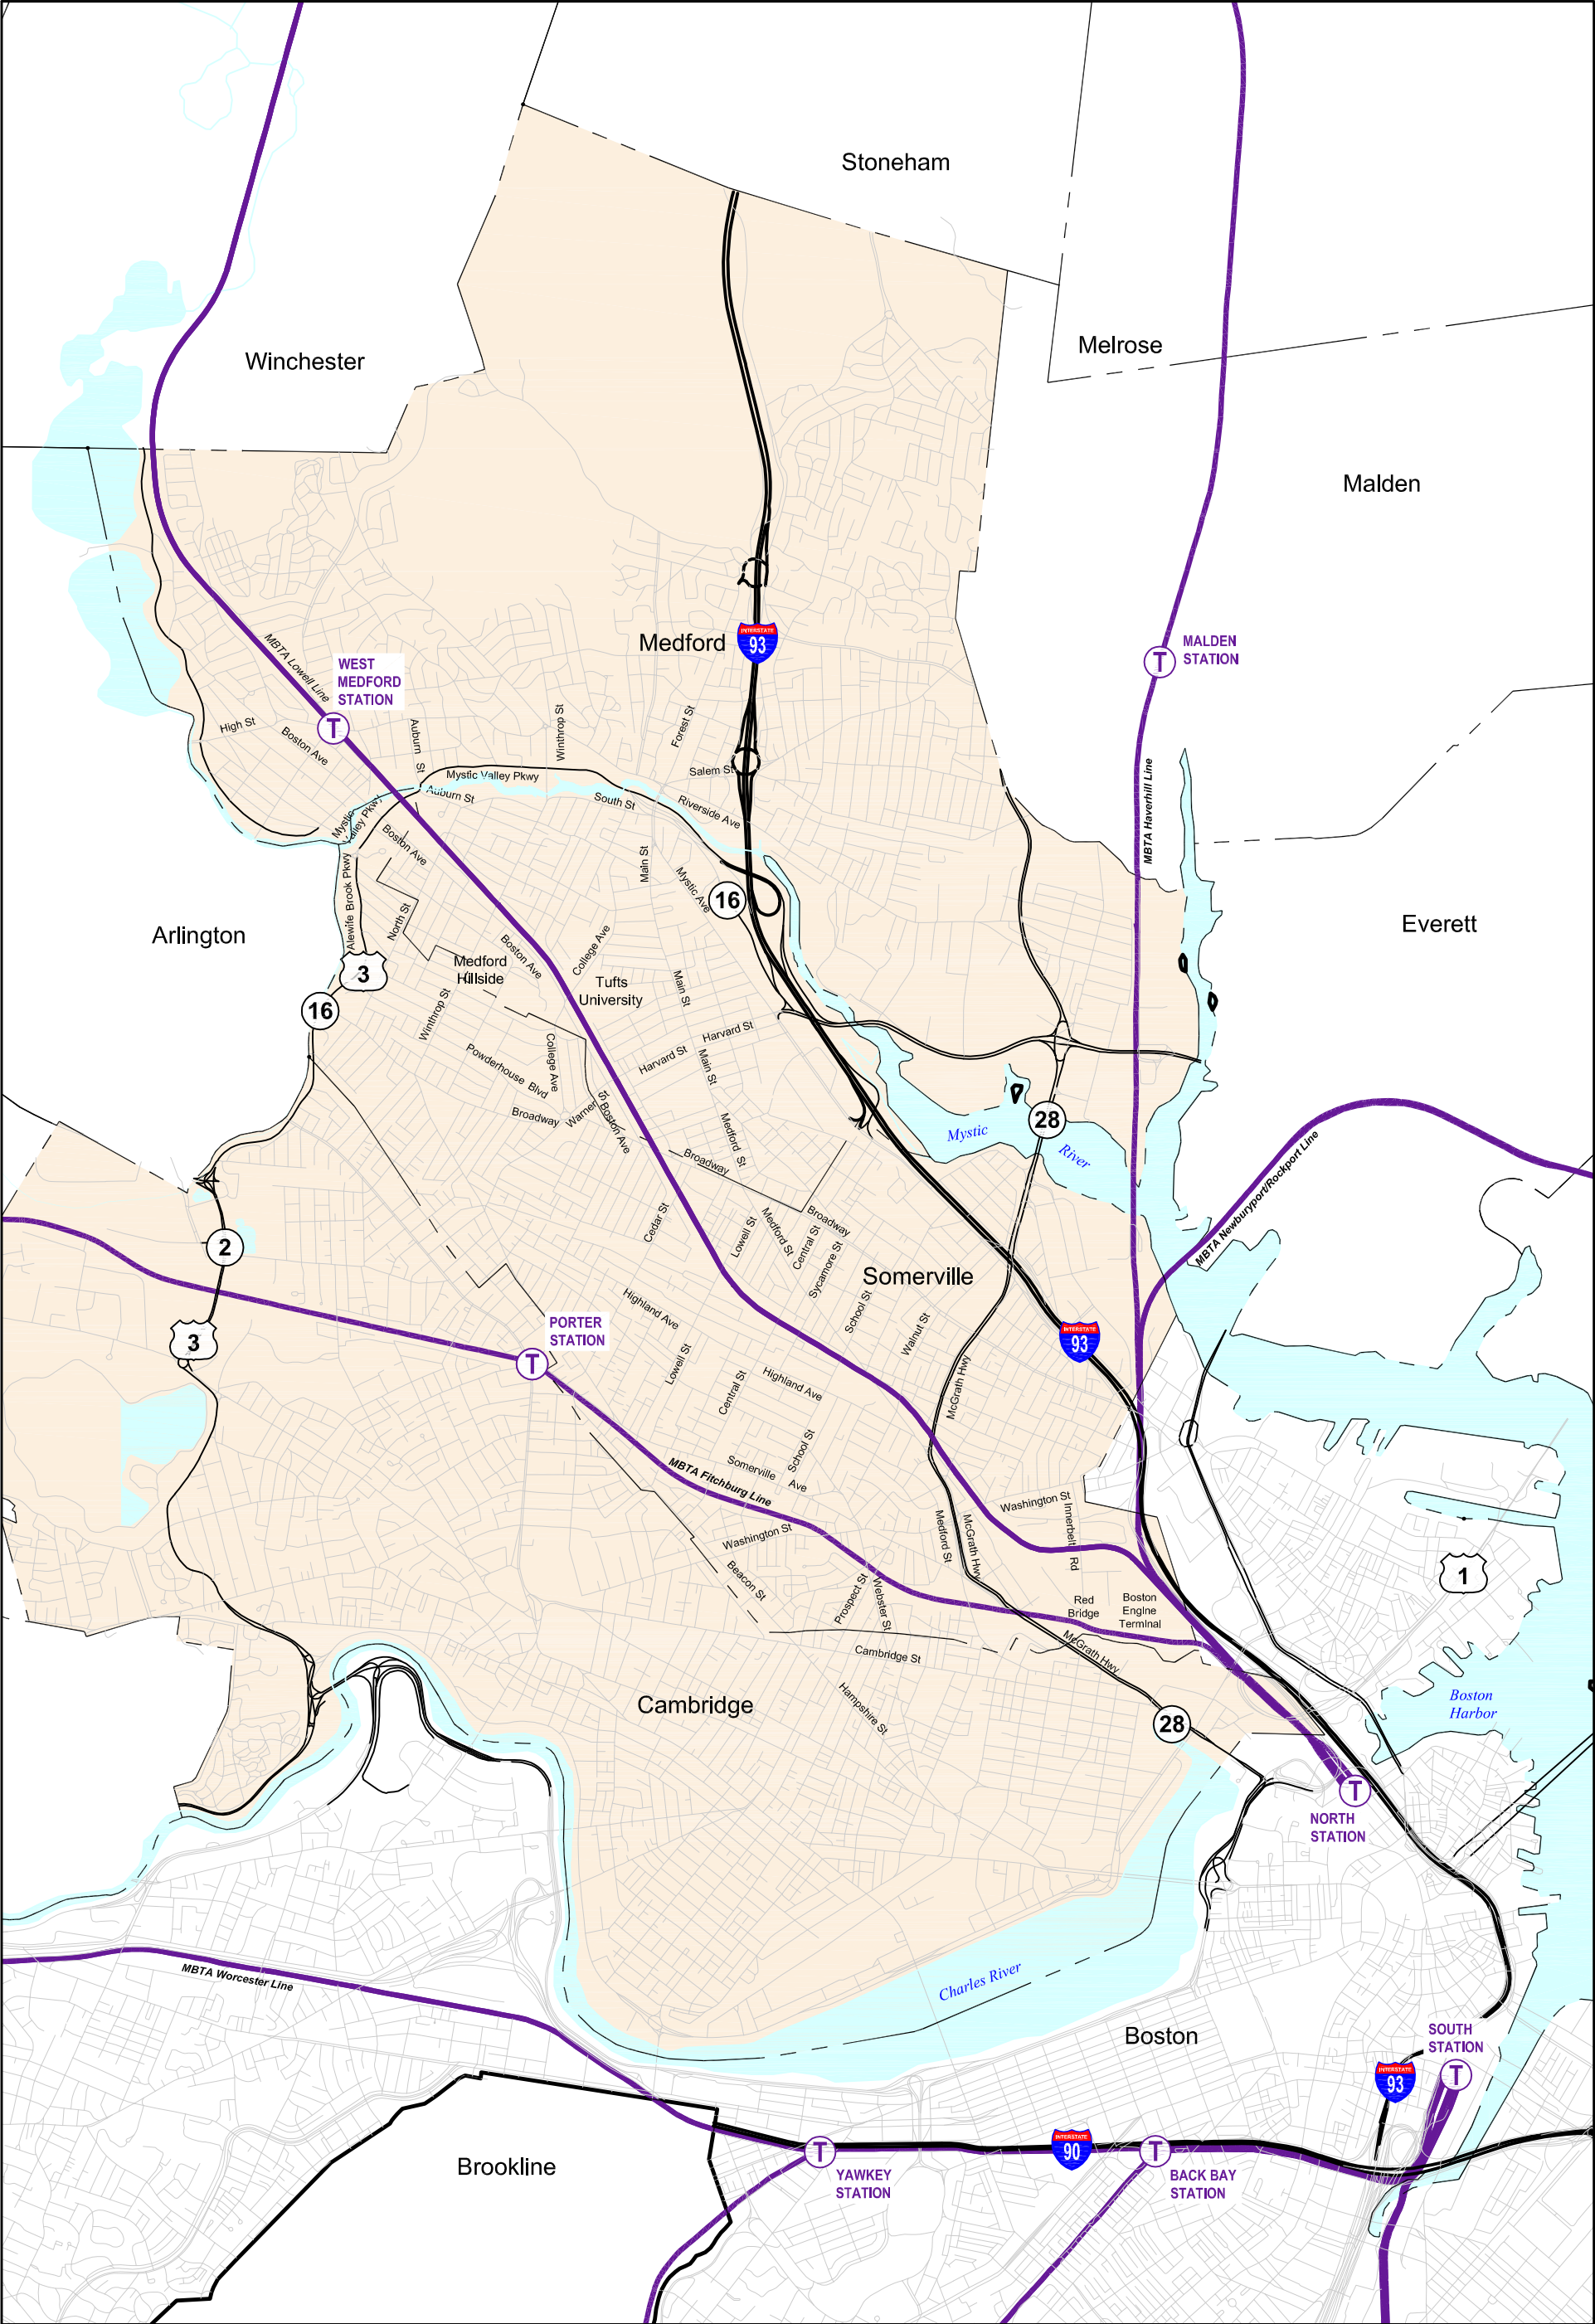 Stoneham
Winchester
Melrose
Malden
Medford
INTERSTATE
93
MALDEN
STATION
MBTA Lowell Line
WEST
MEDFORD
STATION
T
T
High St
Boston Ave
Auburn St
Winthrop St
Forest St
Salem St
Mystic Valley Pkwy
Auburn St
South St
Riverside Ave
Mystic
Valley Pkwy
Boston Ave
Main St
Mystic Ave
16
MBTA Haverhill Line
Alewife Brook Pkwy
North St
Arlington
Everett
3
Medford
Hillside
Boston Ave
College Ave
Tufts
University
Main St
16
Winthrop St
Powderhouse Blvd
College Ave
Harvard St
Harvard St
Main St
Broadway
Warner St
Boston Ave
Medford St
Broadway
28
Mystic
River
MBTA Newburyport/Rockport Line
2
Cedar St
Lowell St
Medford St
Central St
Broadway
Sycamore St
Somerville
School St
Walnut St
Highland Ave
PORTER
STATION
T
3
INTERSTATE
93
Lowell St
Central St
Highland Ave
McGrath Hwy
School St
Somerville Ave
MBTA Fitchburg Line
Washington St
Washington St
Innerbelt Rd
Medford St
McGrath Hwy
Beacon St
Prospect St
Webster St
Red
Bridge
Boston
Engine
Terminal
1
Cambridge St
McGrath Hwy
Hampshire St
Cambridge
28
Boston
Harbor
T
NORTH
STATION
MBTA Worcester Line
Charles River
Boston
SOUTH
STATION
T
INTERSTATE
93
Brookline
T
YAWKEY
STATION
INTERSTATE
90
T
BACK BAY
STATION